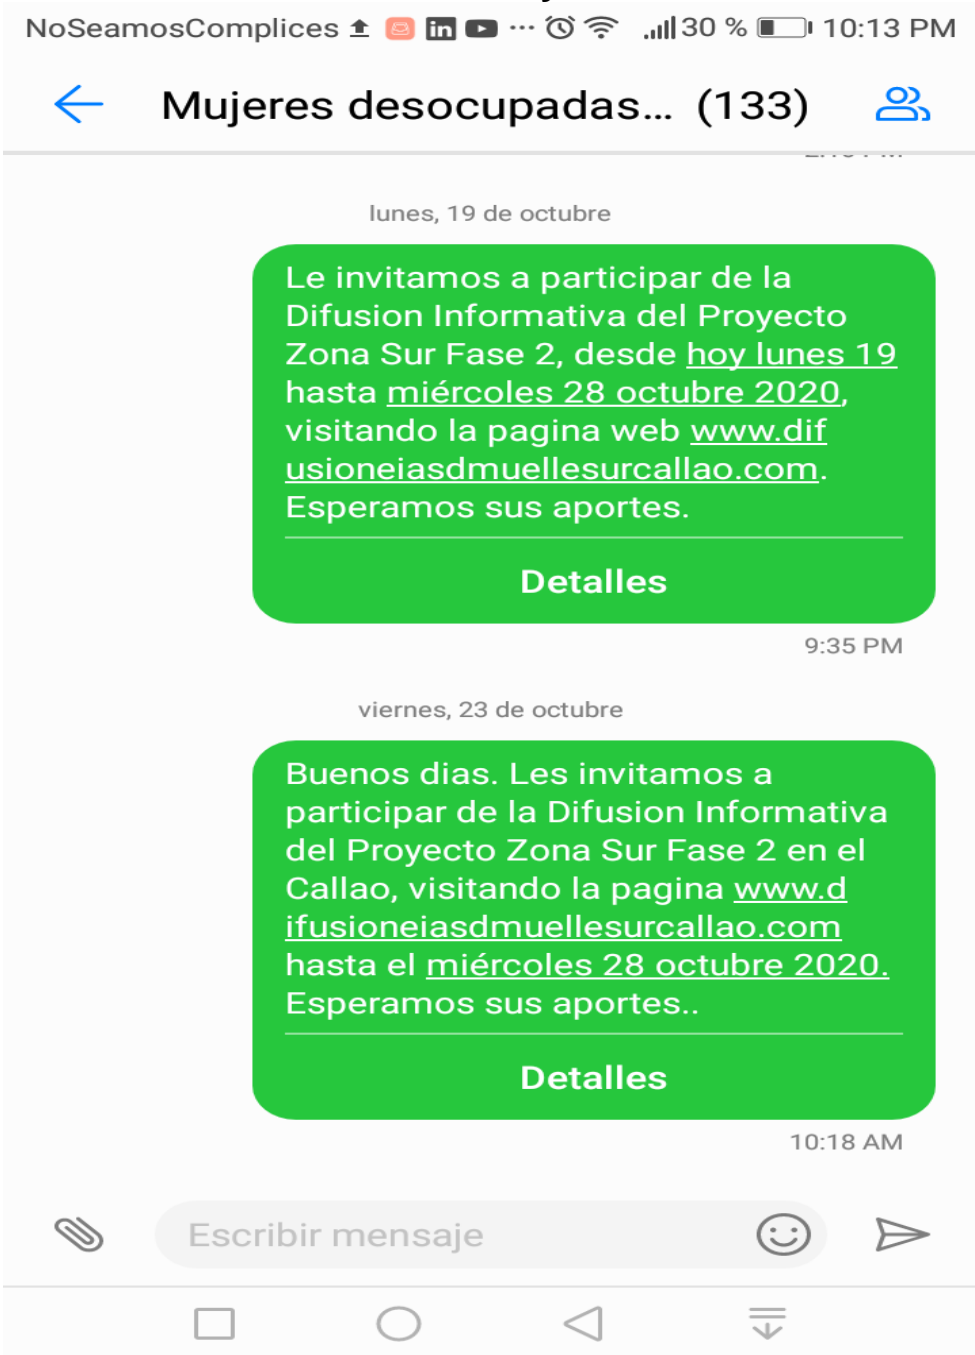 NoSeamosComplices in ... 30 % 10:13 PM
Mujeres desocupadas... (133)
lunes, 19 de octubre
Le invitamos a participar de la
Difusion Informativa del Proyecto
Zona Sur Fase 2, desde hoy lunes 19
hasta miércoles 28 octubre 2020,
visitando la pagina web www.dif
usioneiasdmuellesurcallao.com.
Esperamos sus aportes.
Detalles
9:35 PM
viernes, 23 de octubre
Buenos dias. Les invitamos a
participar de la Difusion Informativa
del Proyecto Zona Sur Fase 2 en el
Callao, visitando la pagina www.d
ifusioneiasdmuellesurcallao.com
hasta el miércoles 28 octubre 2020.
Esperamos sus aportes..
Detalles
10:18 AM
Escribir mensaje